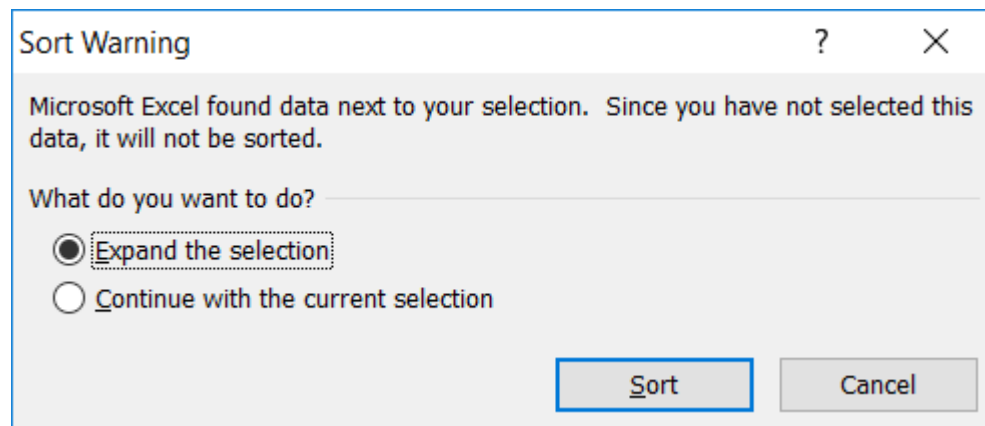 Sort Warning ?
Microsoft Excel found data next to your selection.  Since you have not selected this
data, it will not be sorted.
What do you want to do?
Expand the selection
Continue with the current selection
Sort Cancel